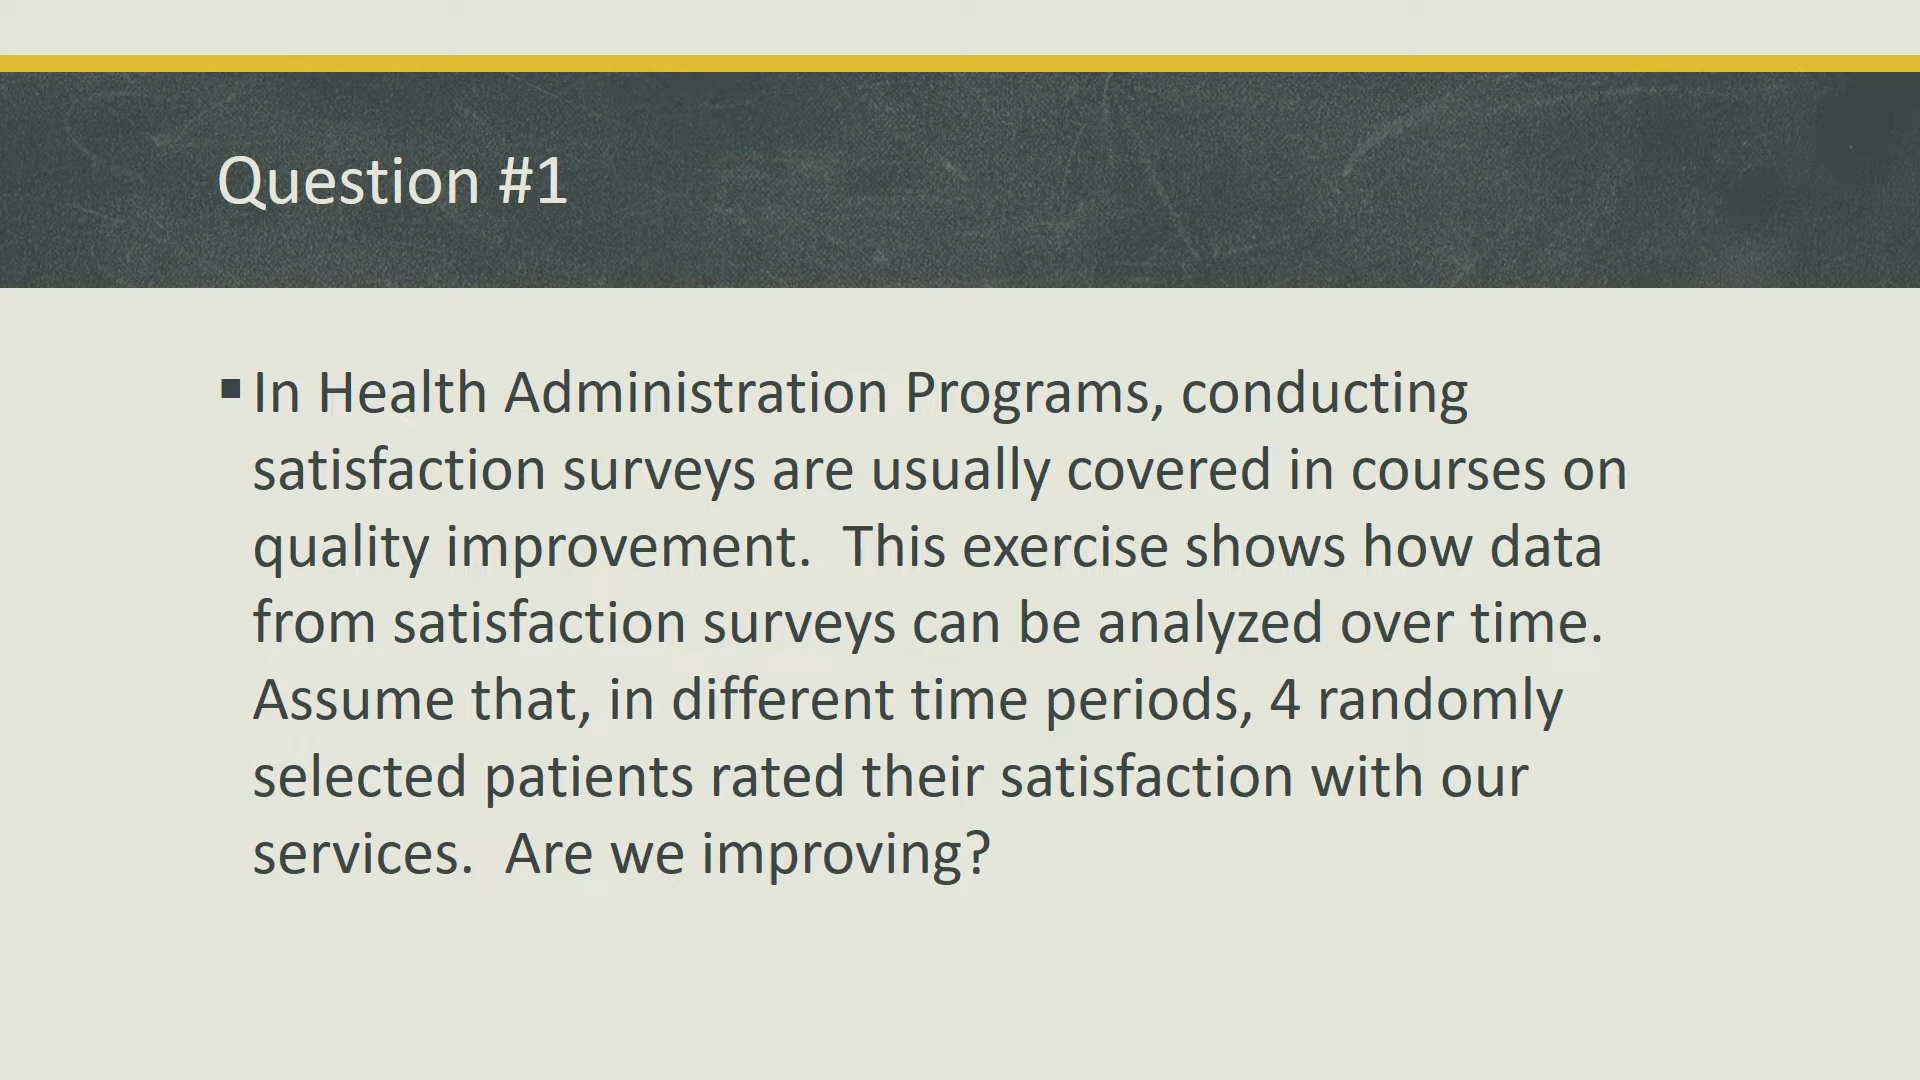 Question #1
▪ In Health Administration Programs, conducting
satisfaction surveys are usually covered in courses on
quality improvement.  This exercise shows how data
from satisfaction surveys can be analyzed over time.
Assume that, in different time periods, 4 randomly
selected patients rated their satisfaction with our
services.  Are we improving?